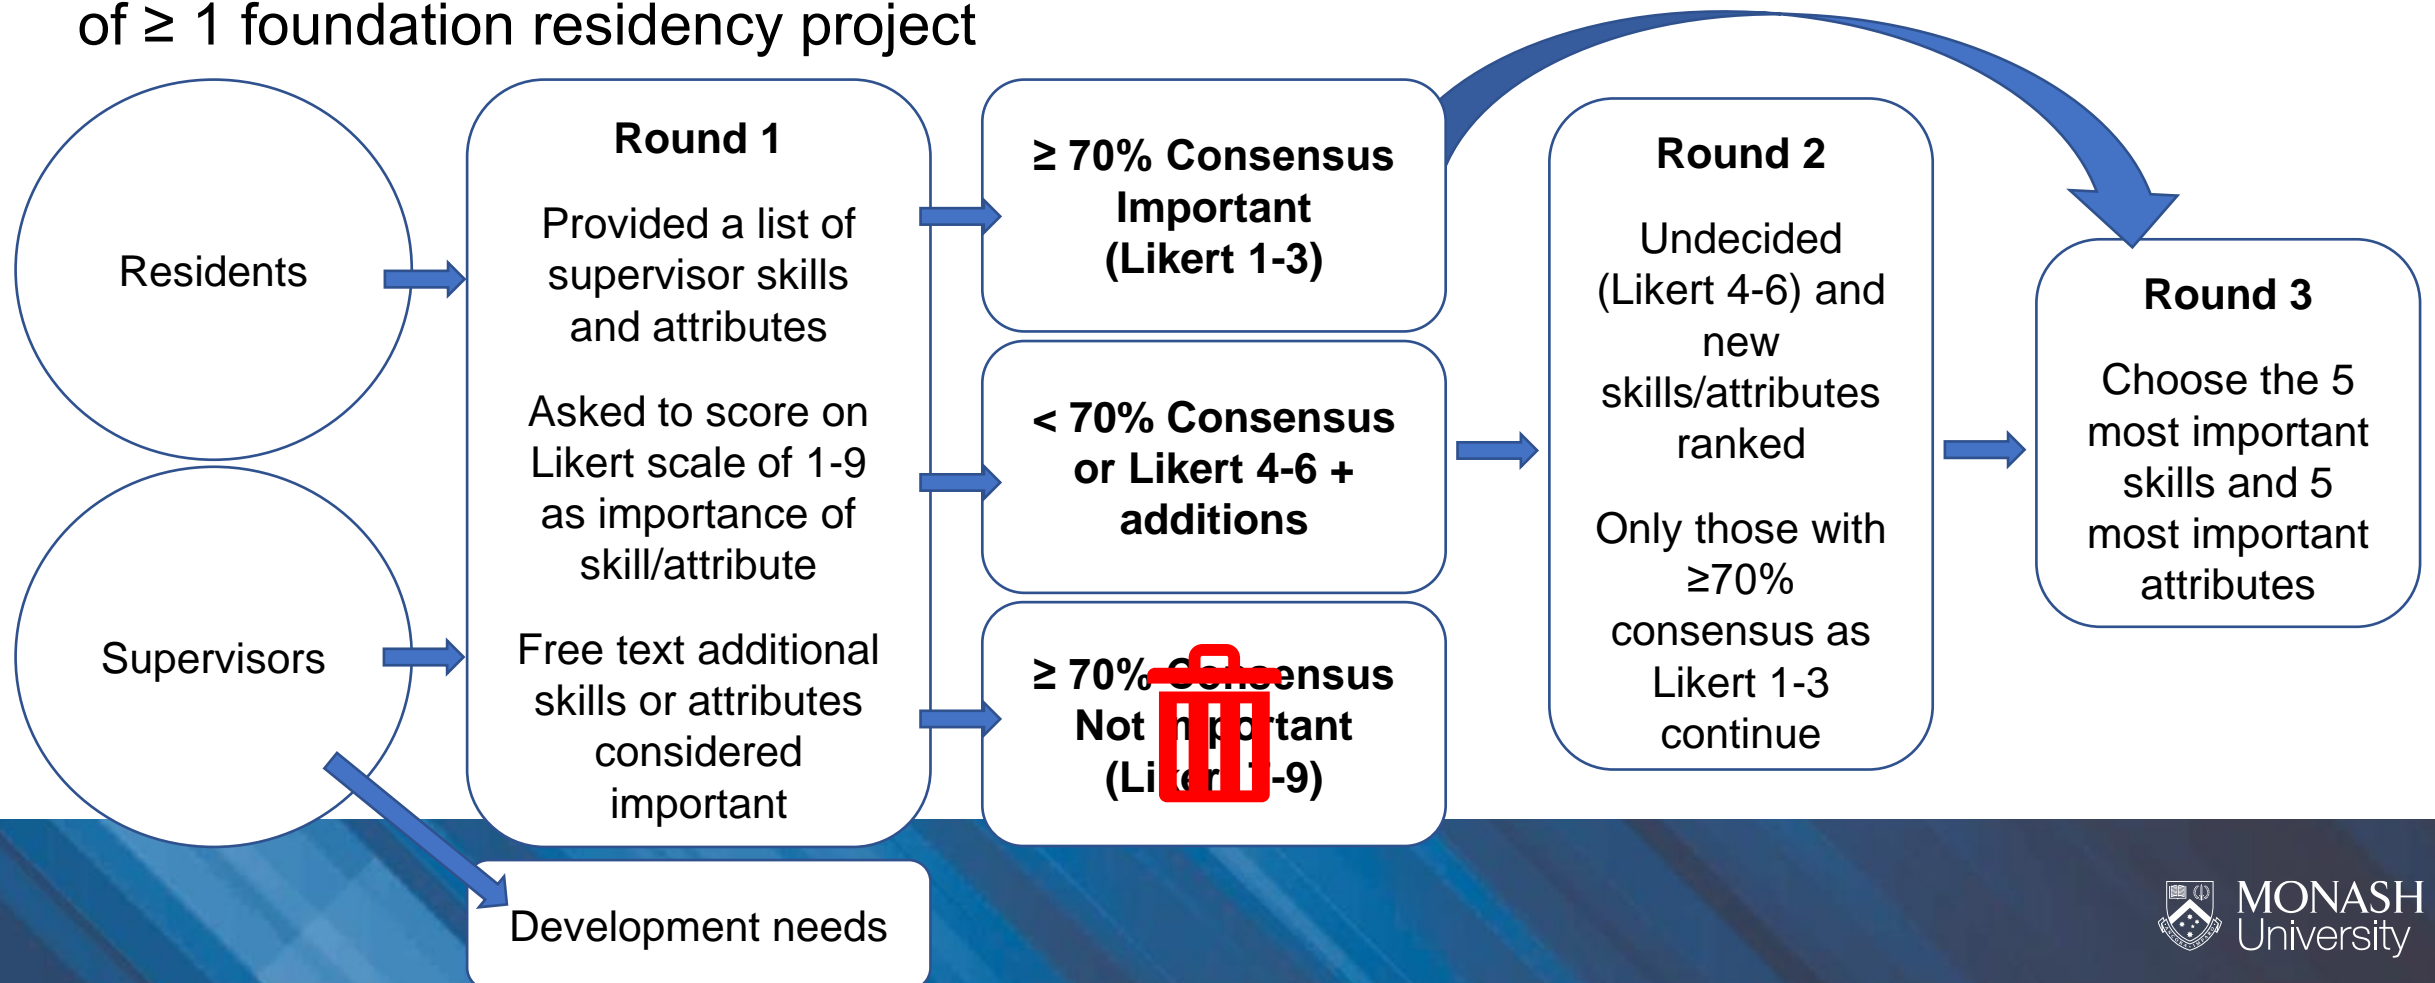 of ≥ 1 foundation residency project
Residents
Supervisors
Round 1
Provided a list of
supervisor skills
and attributes
Asked to score on
Likert scale of 1-9
as importance of
skill/attribute
Free text additional
skills or attributes
considered
important
Development needs
≥ 70% Consensus
Important
(Likert 1-3)
< 70% Consensus
or Likert 4-6 +
additions
≥ 70% Consensus
Not Important
(Likert 7-9)
Round 2
Undecided
(Likert 4-6) and
new
skills/attributes
ranked
Only those with
≥70%
consensus as
Likert 1-3
continue
Round 3
Choose the 5
most important
skills and 5
most important
attributes
MONASH
University